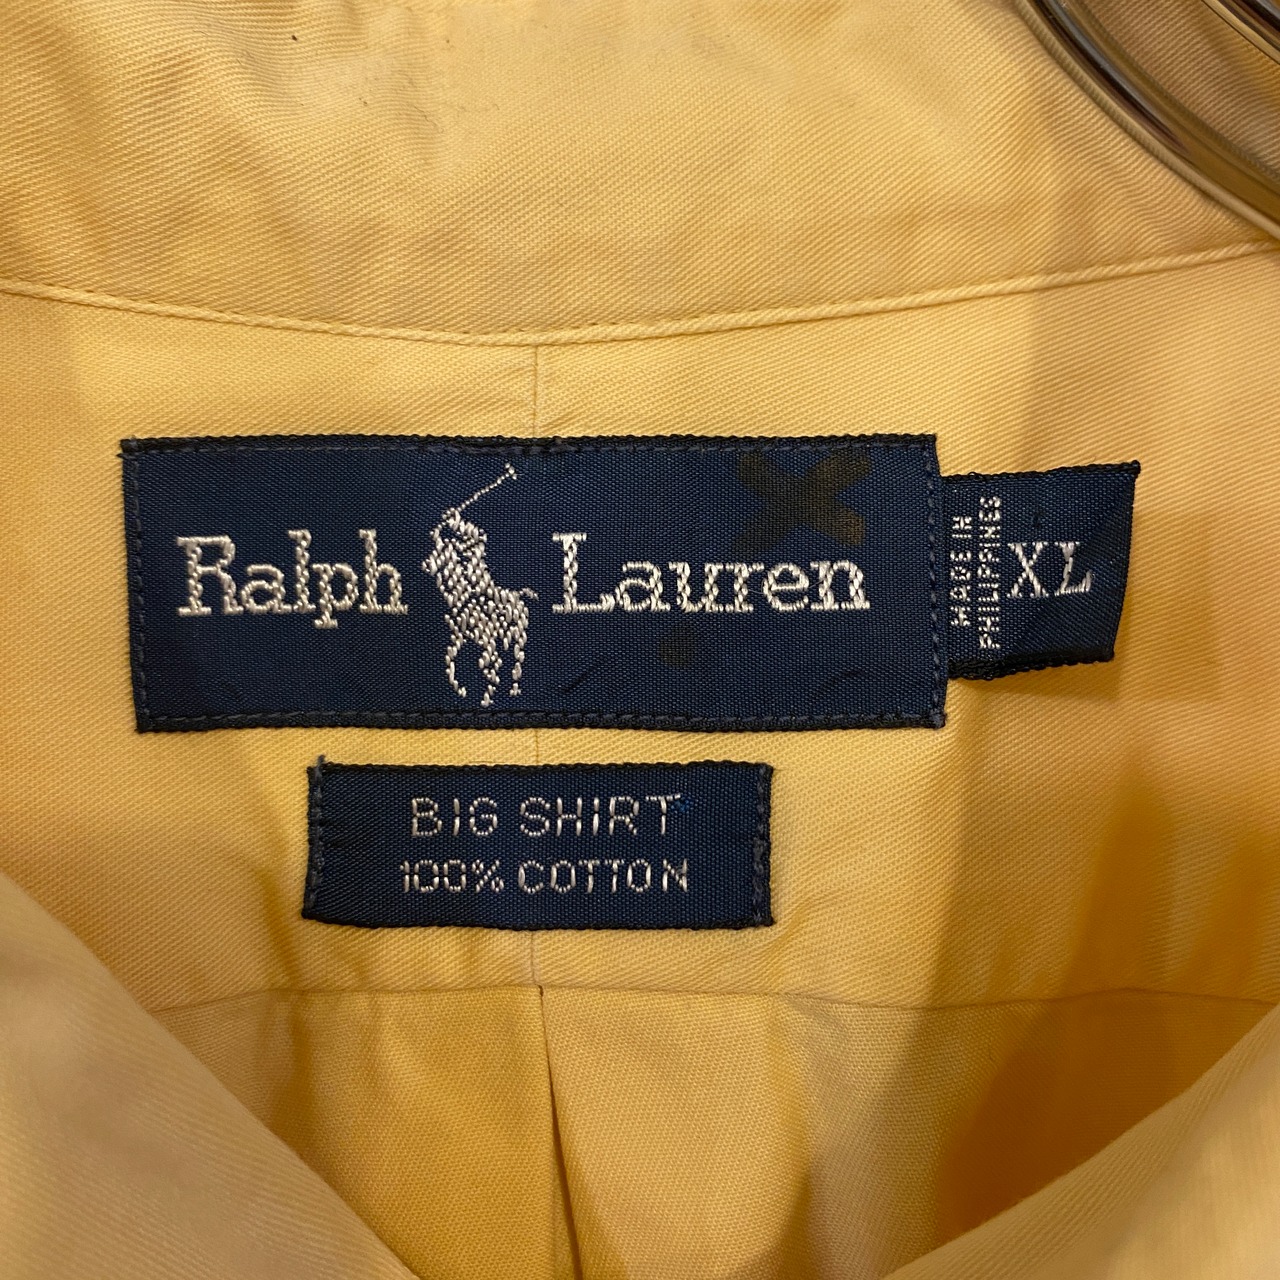 Ralph Lauren
MADE IN
PHILIPPINES
XL
BIG SHIRT
100% COTTON